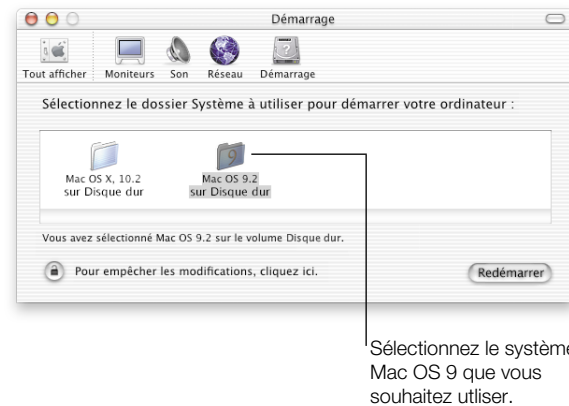 Démarrage
Tout afficher Moniteurs Son Réseau Démarrage
Sélectionnez le dossier Système à utiliser pour démarrer votre ordinateur :
9
Mac OS X, 10.2 Mac OS 9.2
sur Disque dur sur Disque dur
Vous avez sélectionné Mac OS 9.2 sur le volume Disque dur.
Pour empêcher les modifications, cliquez ici. Redémarrer
Sélectionnez le système
Mac OS 9 que vous
souhaitez utliser.